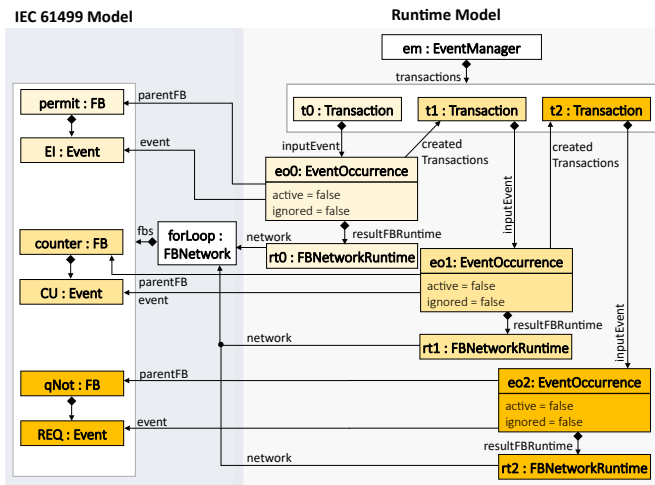 IEC 61499 Model
Runtime Model
em : EventManager
transactions
permit : FB
parentFB
t0 : Transaction
t1 : Transaction
t2 : Transaction
EI : Event
event
inputEvent
created
Transactions
created
Transactions
eo0: EventOccurrence
active = false
ignored = false
inputEvent
resultFBRuntime
counter : FB
fbs
forLoop :
FBNetwork
network
rt0 : FBNetworkRuntime
eo1: EventOccurrence
active = false
ignored = false
CU : Event
parentFB
event
inputEvent
resultFBRuntime
network
rt1 : FBNetworkRuntime
qNot : FB
parentFB
eo2: EventOccurrence
active = false
ignored = false
REQ : Event
event
resultFBRuntime
network
rt2 : FBNetworkRuntime